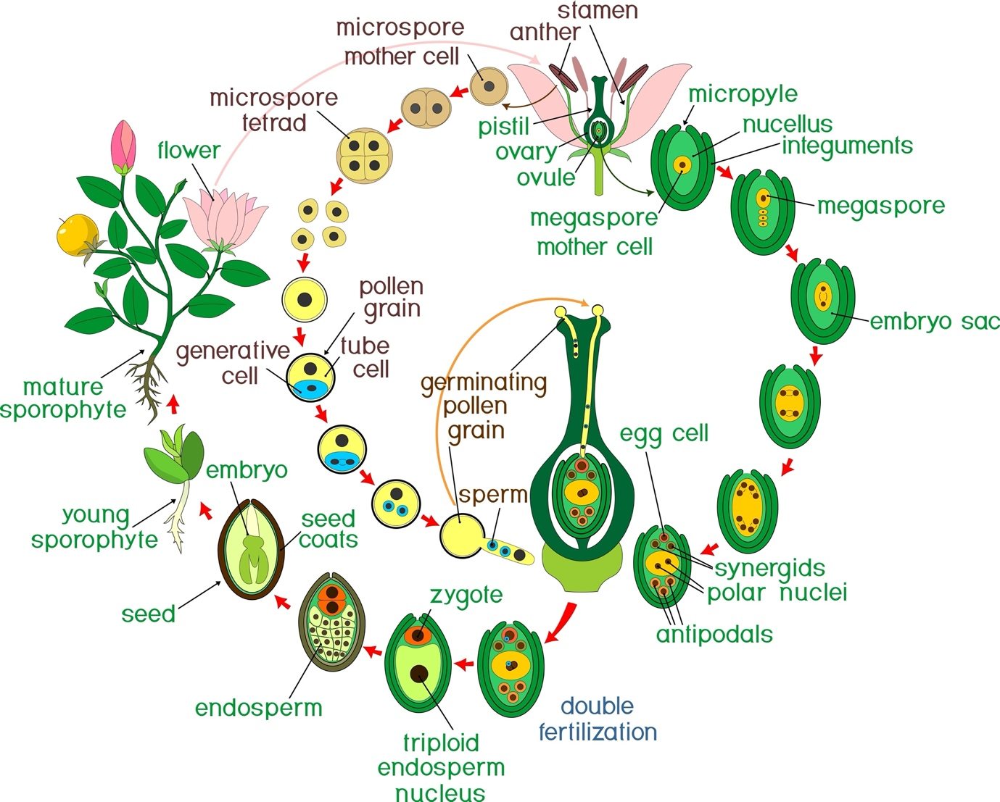 stamen
anther
microspore
mother cell
microspore
tetrad
micropyle
nucellus
integuments
pistil
ovary
ovule
flower
megaspore
mother cell
megaspore
pollen
grain
generative
cell
tube
cell
embryo sac
mature
sporophyte
germinating
pollen
grain
egg cell
embryo
sperm
young
sporophyte
seed
coats
synergids
polar nuclei
seed
zygote
antipodals
endosperm
double
fertilization
triploid
endosperm
nucleus